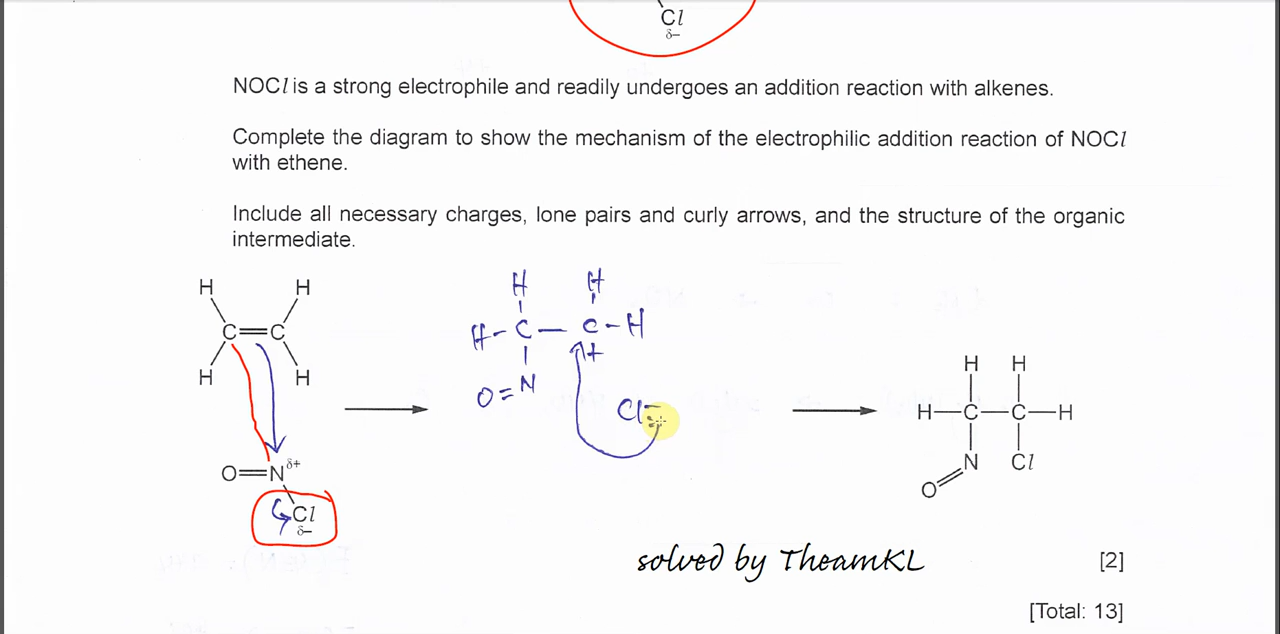 Cl
δ–
NOCl is a strong electrophile and readily undergoes an addition reaction with alkenes.
Complete the diagram to show the mechanism of the electrophilic addition reaction of NOCl
with ethene.
Include all necessary charges, lone pairs and curly arrows, and the structure of the organic
intermediate.
H H
C=C
H H
O=N δ+
Cl
δ–
H H
H-C—C-H
+
O=N
Cl-
H H
H—C—C—H
N Cl
O
solved by TheamKL
[2]
[Total: 13]